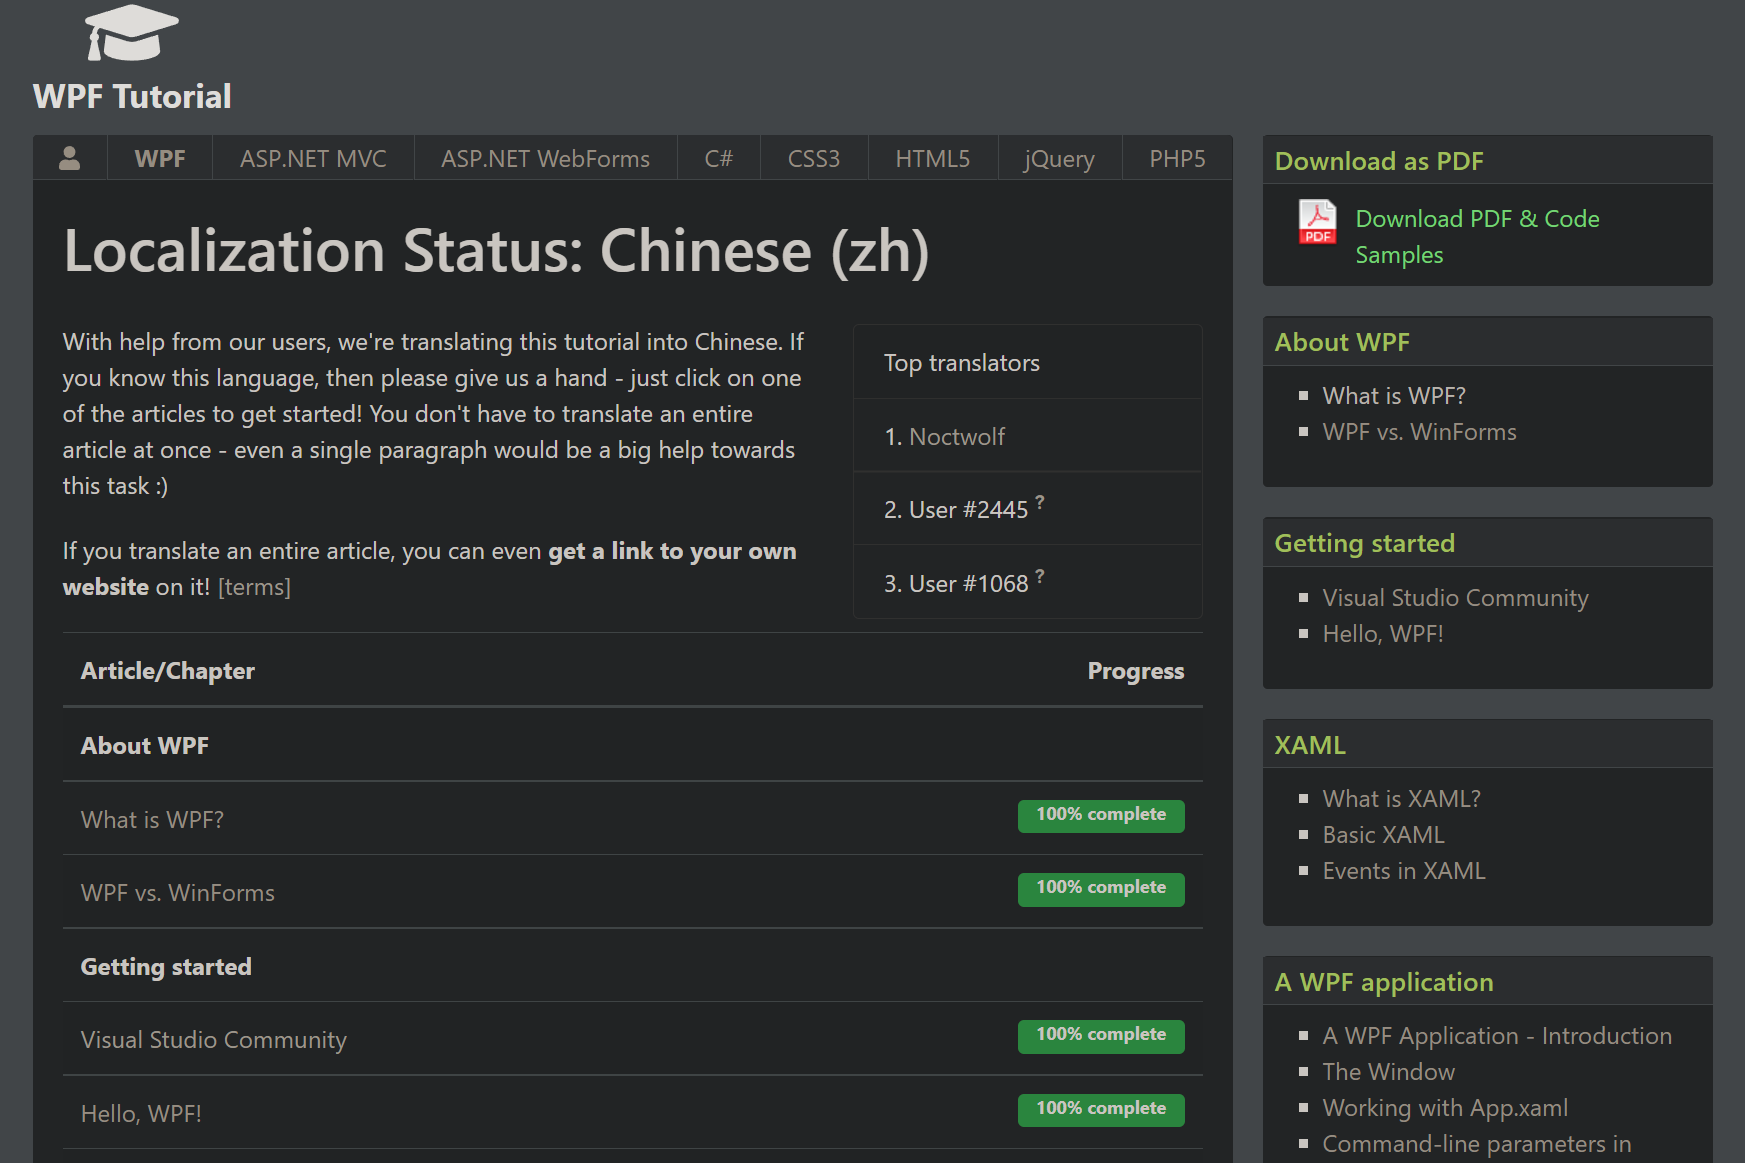 WPF Tutorial
WPF
ASP.NET MVC
ASP.NET WebForms
C#
CSS3
HTML5
jQuery
PHP5
Localization Status: Chinese (zh)
With help from our users, we're translating this tutorial into Chinese. If
you know this language, then please give us a hand - just click on one
of the articles to get started! You don't have to translate an entire
article at once - even a single paragraph would be a big help towards
this task :)
If you translate an entire article, you can even get a link to your own
website on it! [terms]
Top translators
1. Noctwolf
2. User #2445 ?
3. User #1068 ?
Article/Chapter Progress
About WPF
What is WPF? 100% complete
WPF vs. WinForms 100% complete
Getting started
Visual Studio Community 100% complete
Hello, WPF! 100% complete
Download as PDF
PDF
Download PDF & Code
Samples
About WPF
What is WPF?
WPF vs. WinForms
Getting started
Visual Studio Community
Hello, WPF!
XAML
What is XAML?
Basic XAML
Events in XAML
A WPF application
A WPF Application - Introduction
The Window
Working with App.xaml
Command-line parameters in